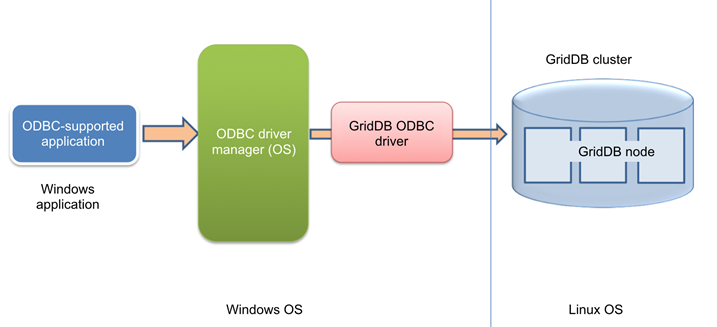 GridDB cluster
ODBC-supported
application
ODBC driver
manager (OS)
GridDB ODBC
driver
GridDB node
Windows
application
Windows OS
Linux OS